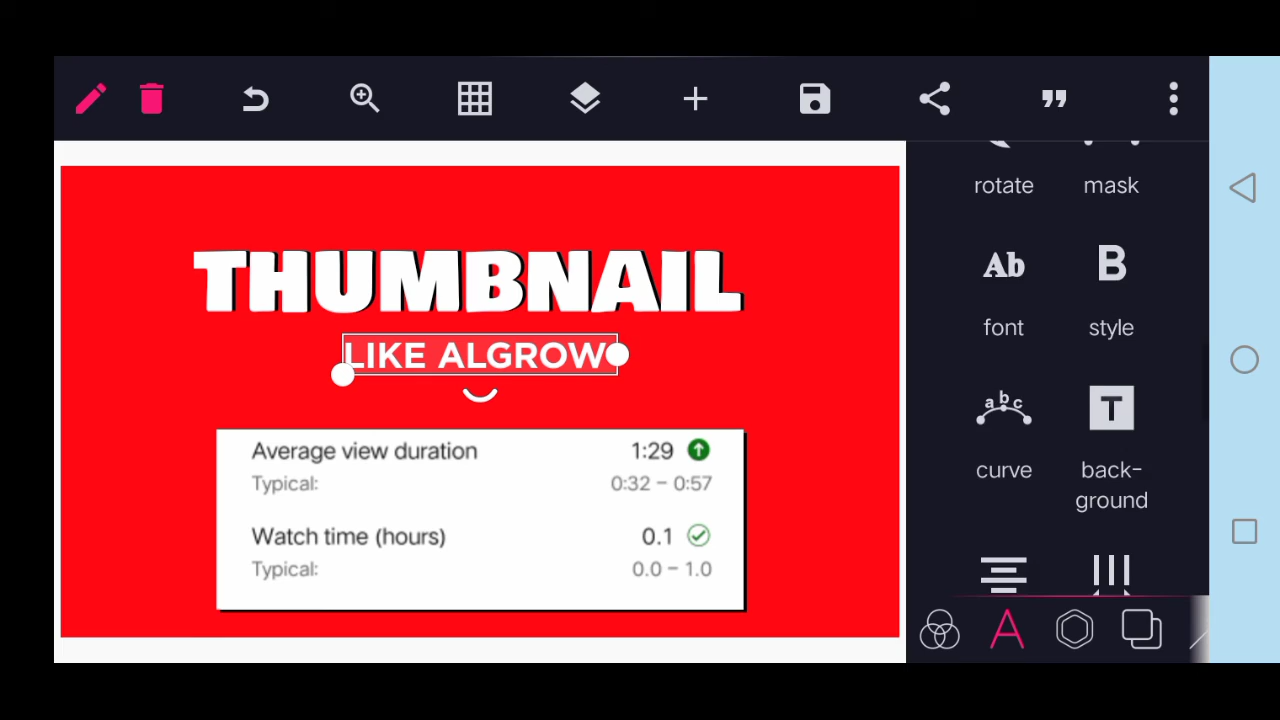 rotate mask
THUMBNAIL
Ab B
LIKE ALGROW
font style
abc T
Average view duration 1:29
Typical: 0:32 – 0:57
curve back-
ground
Watch time (hours) 0.1
Typical: 0.0 – 1.0
A